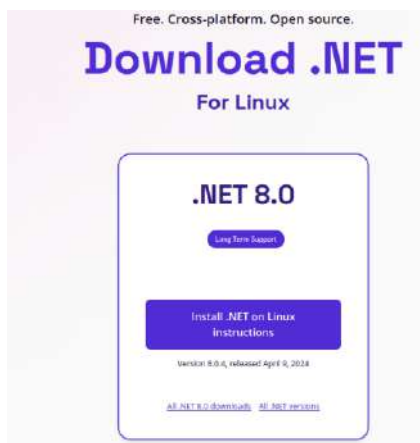 Free. Cross-platform. Open source.
Download .NET
For Linux
.NET 8.0
Long Term Support
Install .NET on Linux
instructions
Version 8.0.4, released April 9, 2024
All .NET 8.0 downloads All .NET versions